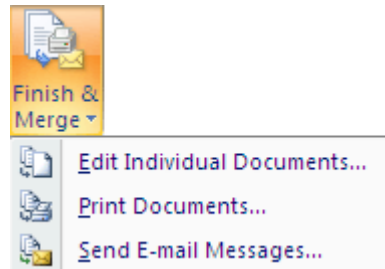 Finish &
Merge
Edit Individual Documents...
Print Documents...
Send E-mail Messages...